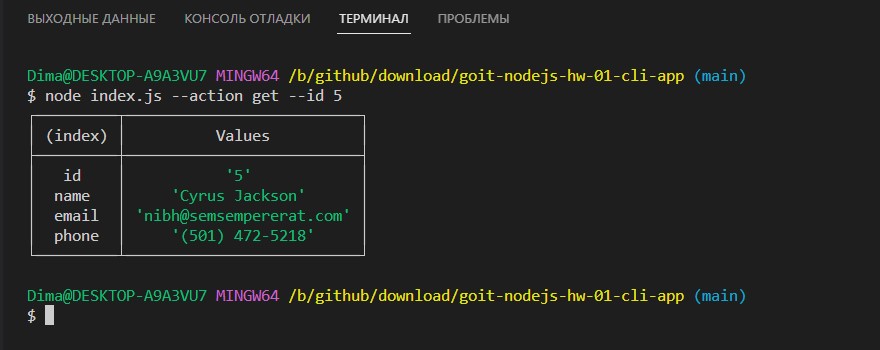 ВЫХОДНЫЕ ДАННЫЕ КОНСОЛЬ ОТЛАДКИ ТЕРМИНАЛ ПРОБЛЕМЫ
Dima@DESKTOP-A9A3VU7 MINGW64 /b/github/download/goit-nodejs-hw-01-cli-app (main)
$ node index.js --action get --id 5
(index) Values
id '5'
name 'Cyrus Jackson'
email 'nibh@semsempererat.com'
phone '(501) 472-5218'
Dima@DESKTOP-A9A3VU7 MINGW64 /b/github/download/goit-nodejs-hw-01-cli-app (main)
$